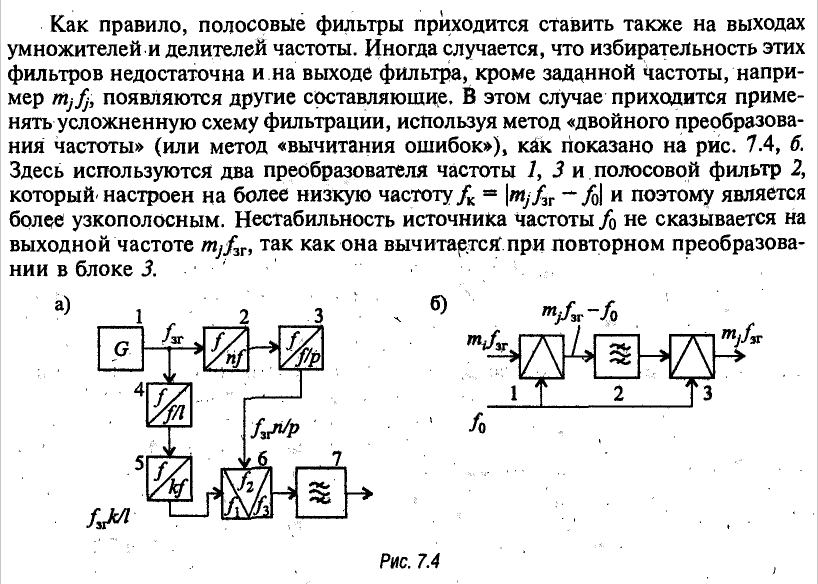 Как правило, полосовые фильтры приходится ставить также на выходах
умножителей и делителей частоты. Иногда случается, что избирательность этих
фильтров недостаточна и на выходе фильтра, кроме заданной частоты, напри-
мер mⱼfⱼ, появляются другие составляющие. В этом случае приходится приме-
нять усложненную схему фильтрации, используя метод «двойного преобразова-
ния частоты» (или метод «вычитания ошибок»), как показано на рис. 7.4, б.
Здесь используются два преобразователя частоты 1, 3 и полосовой фильтр 2,
который настроен на более низкую частоту fк = |mⱼfзг − f₀| и поэтому является
более узкополосным. Нестабильность источника частоты f₀ не сказывается на
выходной частоте mⱼfзг, так как она вычитается при повторном преобразова-
нии в блоке 3.
а)
1 2 3
G fзг f nf f f/p
4
f f/l
fзгn/p
5 6 7
f kf f₂ f₁ f₃
fзгk/l
б)
mⱼfзг−f₀
mᵢfзг mⱼfзг
1 2 3
f₀
Рис. 7.4